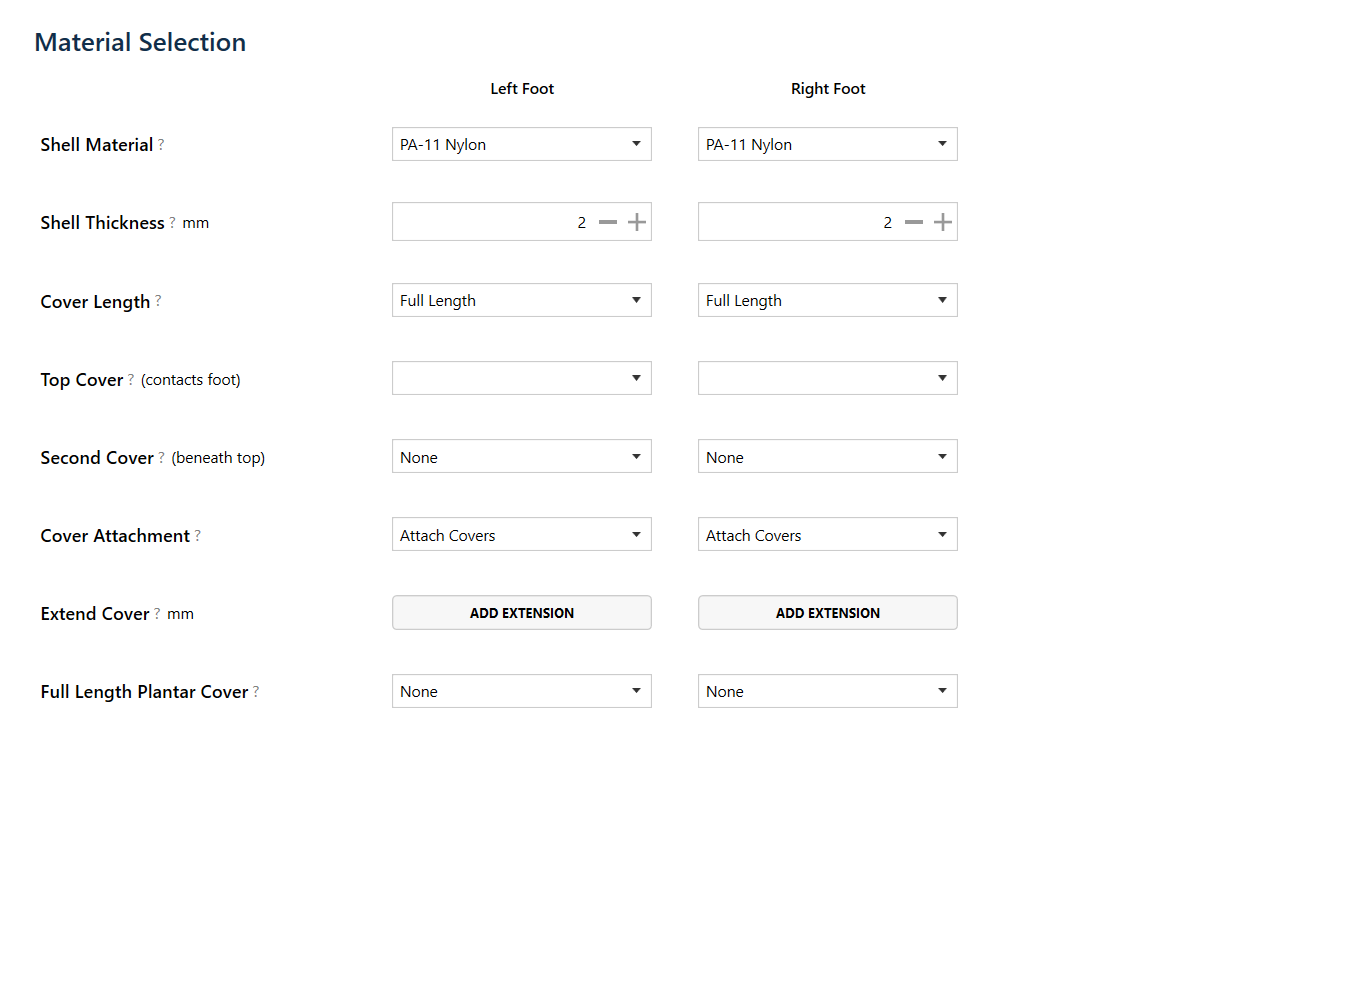 Material Selection
Left Foot Right Foot
Shell Material ? PA-11 Nylon PA-11 Nylon
Shell Thickness ? mm 2 2
Cover Length ? Full Length Full Length
Top Cover ? (contacts foot)
Second Cover ? (beneath top) None None
Cover Attachment ? Attach Covers Attach Covers
Extend Cover ? mm ADD EXTENSION ADD EXTENSION
Full Length Plantar Cover ? None None